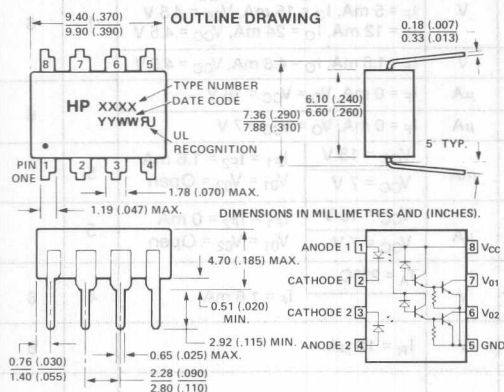 OUTLINE DRAWING
9.40 (.370)
9.90 (.390)
8 7 6 5
HP XXXX
YYWW RU
TYPE NUMBER
DATE CODE
UL
RECOGNITION
PIN
ONE
1 2 3 4
1.78 (.070) MAX.
1.19 (.047) MAX.
0.18 (.007)
0.33 (.013)
6.10 (.240)
6.60 (.260)
7.36 (.290)
7.88 (.310)
5° TYP.
DIMENSIONS IN MILLIMETRES AND (INCHES).
4.70 (.185) MAX.
0.51 (.020)
MIN.
2.92 (.115) MIN.
0.76 (.030)
1.40 (.055)
0.65 (.025) MAX.
2.28 (.090)
2.80 (.110)
ANODE 1 1
CATHODE 1 2
CATHODE 2 3
ANODE 2 4
8 VCC
7 V01
6 V02
5 GND